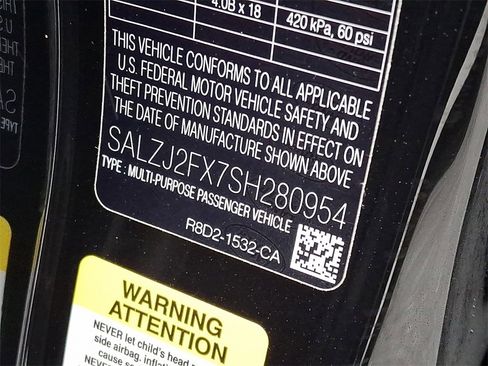 4.0B x 18 420 kPa, 60 psi
THIS VEHICLE CONFORMS TO ALL APPLICABLE
U.S. FEDERAL MOTOR VEHICLE SAFETY AND
THEFT PREVENTION STANDARDS IN EFFECT ON
THE DATE OF MANUFACTURE SHOWN ABOVE
SALZJ2FX7SH280954
TYPE : MULTI-PURPOSE PASSENGER VEHICLE
R8D2-1532-CA
WARNING
ATTENTION
NEVER let child's head
side airbag. inflat
cause s